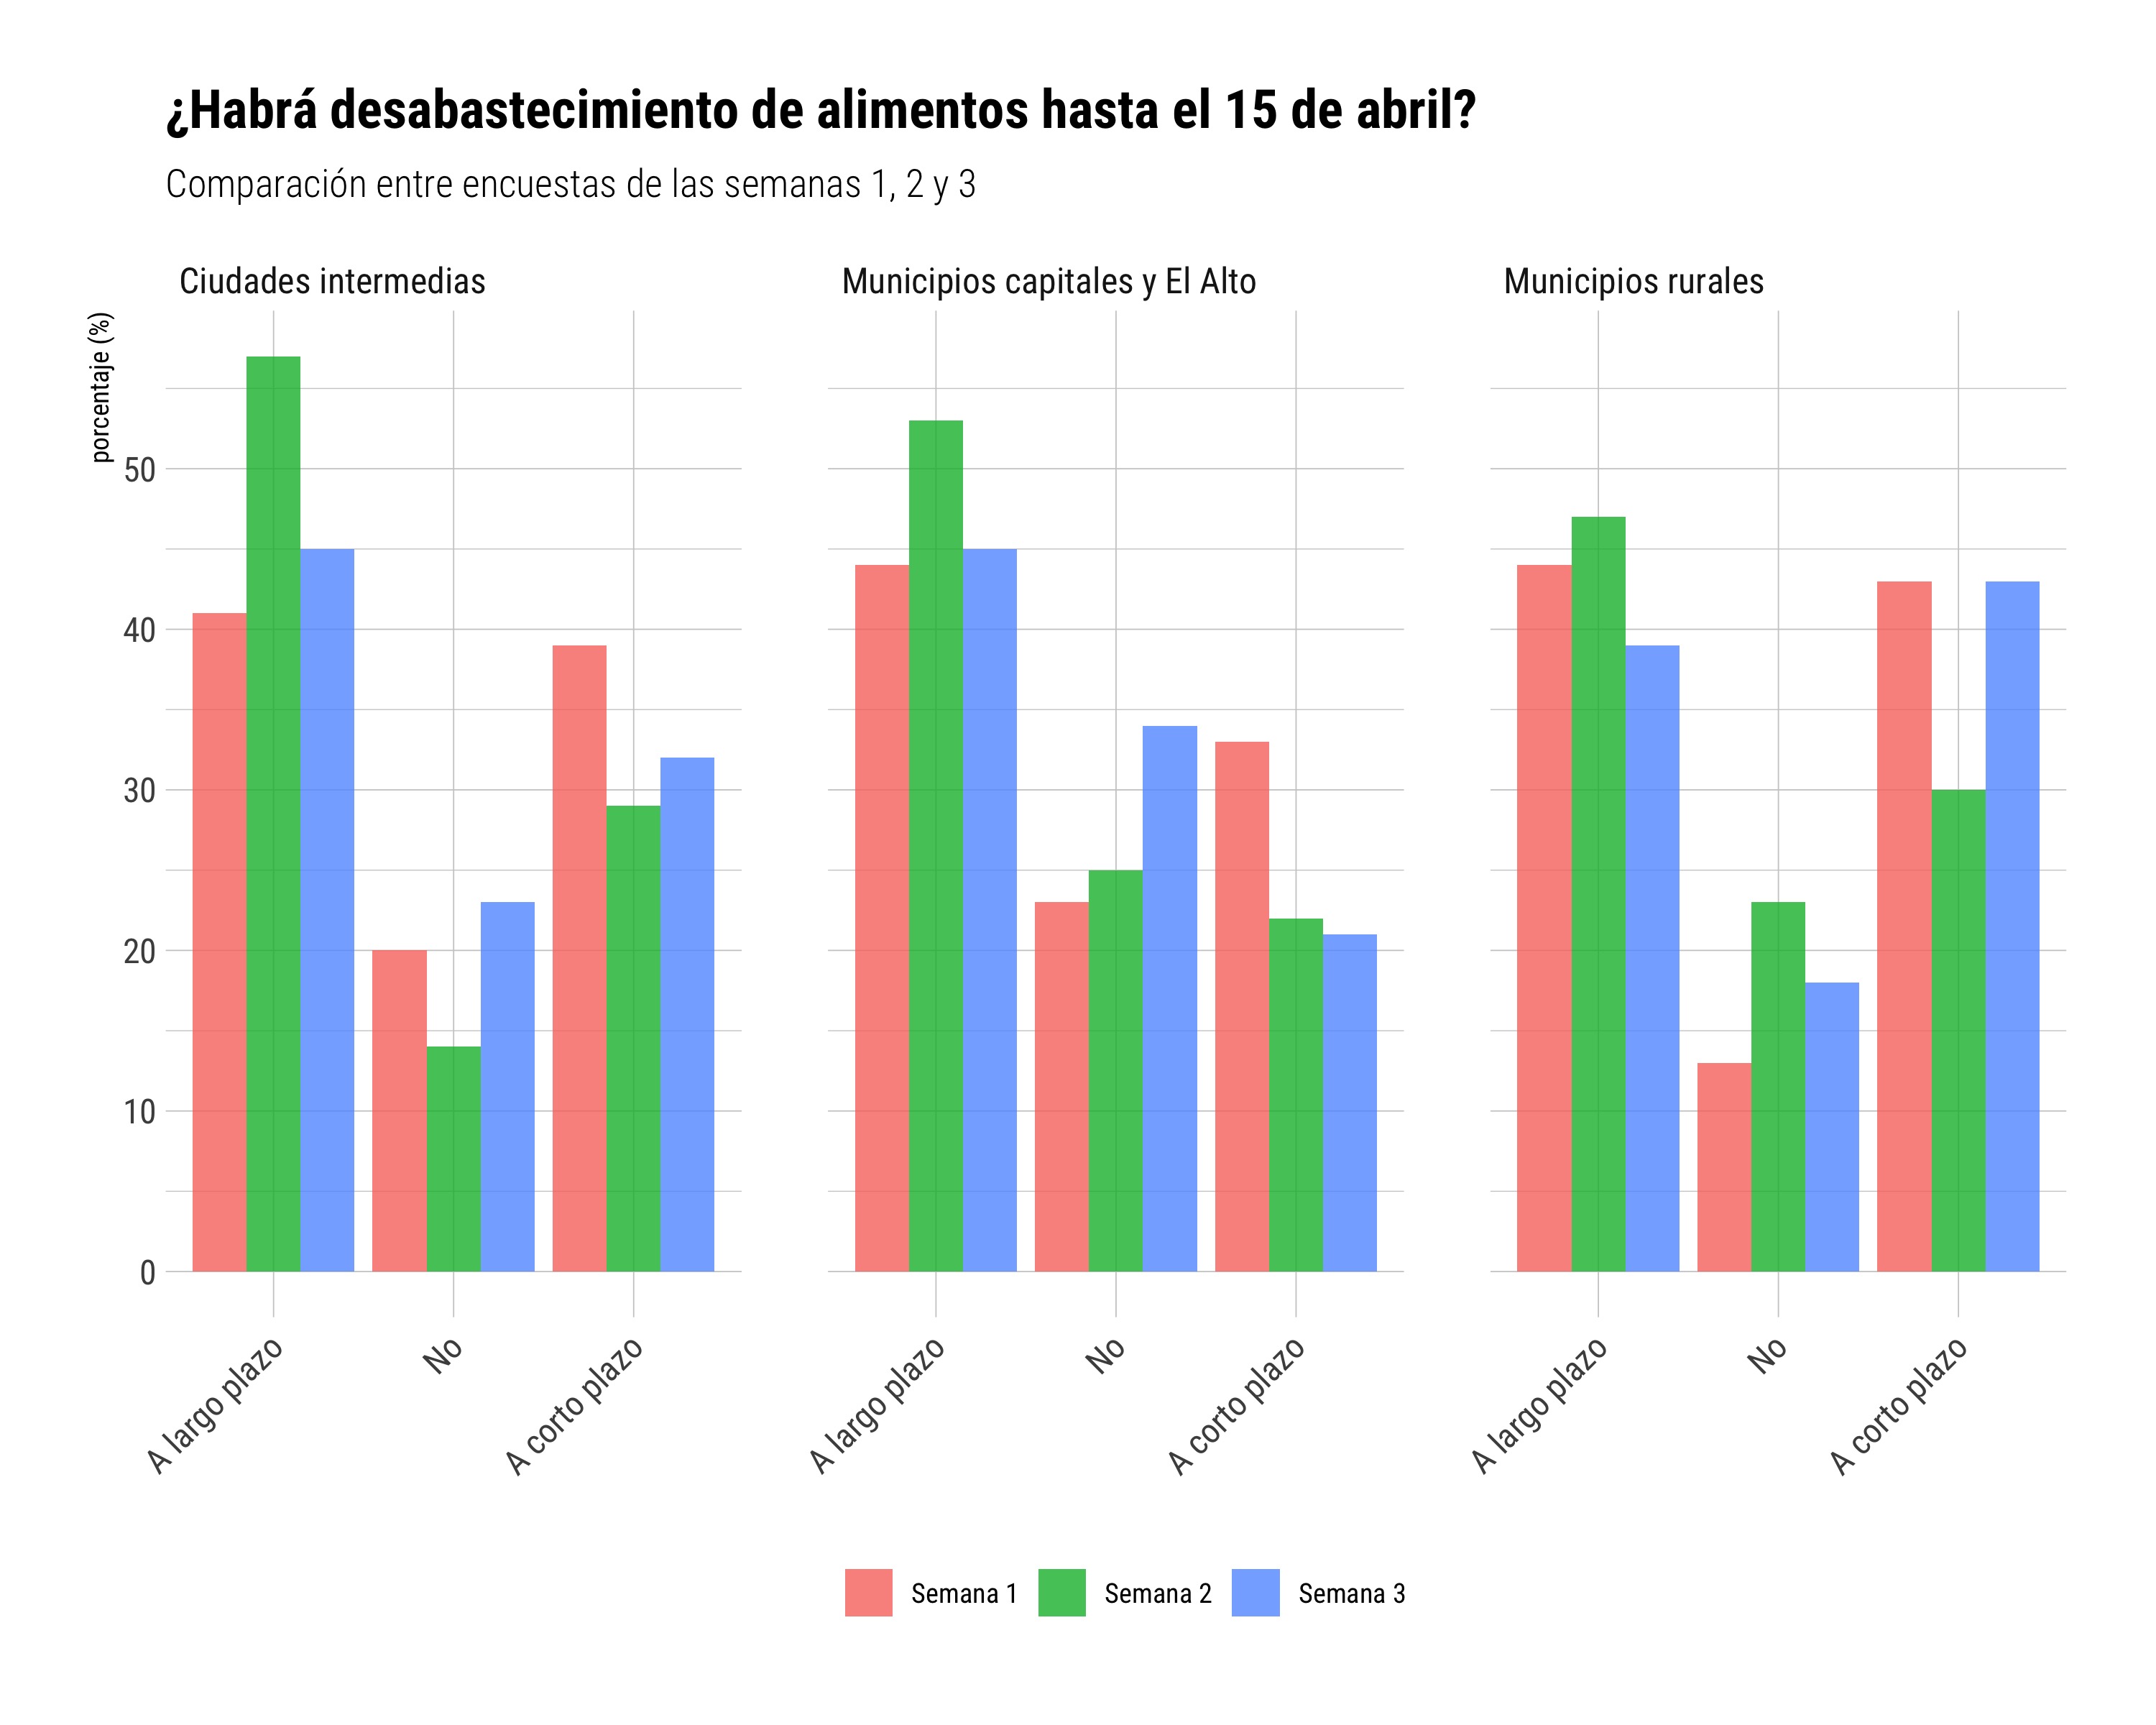 ¿Habrá desabastecimiento de alimentos hasta el 15 de abril?
Comparación entre encuestas de las semanas 1, 2 y 3
Ciudades intermedias
Municipios capitales y El Alto
Municipios rurales
porcentaje (%)
50
40
30
20
10
0
A largo plazo
No
A corto plazo
A largo plazo
No
A corto plazo
A largo plazo
No
A corto plazo
Semana 1
Semana 2
Semana 3